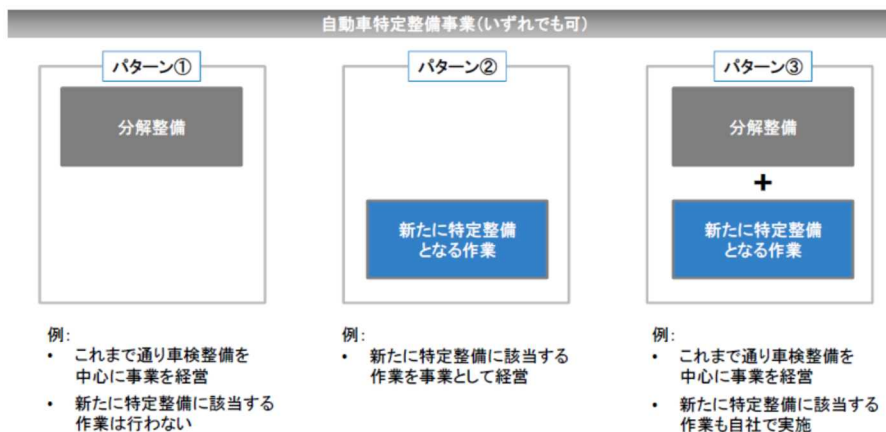 自動車特定整備事業(いずれでも可)
パターン①
分解整備
例:
• これまで通り車検整備を
中心に事業を経営
• 新たに特定整備に該当する
作業は行わない
パターン②
新たに特定整備
となる作業
例:
• 新たに特定整備に該当する
作業を事業として経営
パターン③
分解整備
+
新たに特定整備
となる作業
例:
• これまで通り車検整備を
中心に事業を経営
• 新たに特定整備に該当する
作業も自社で実施